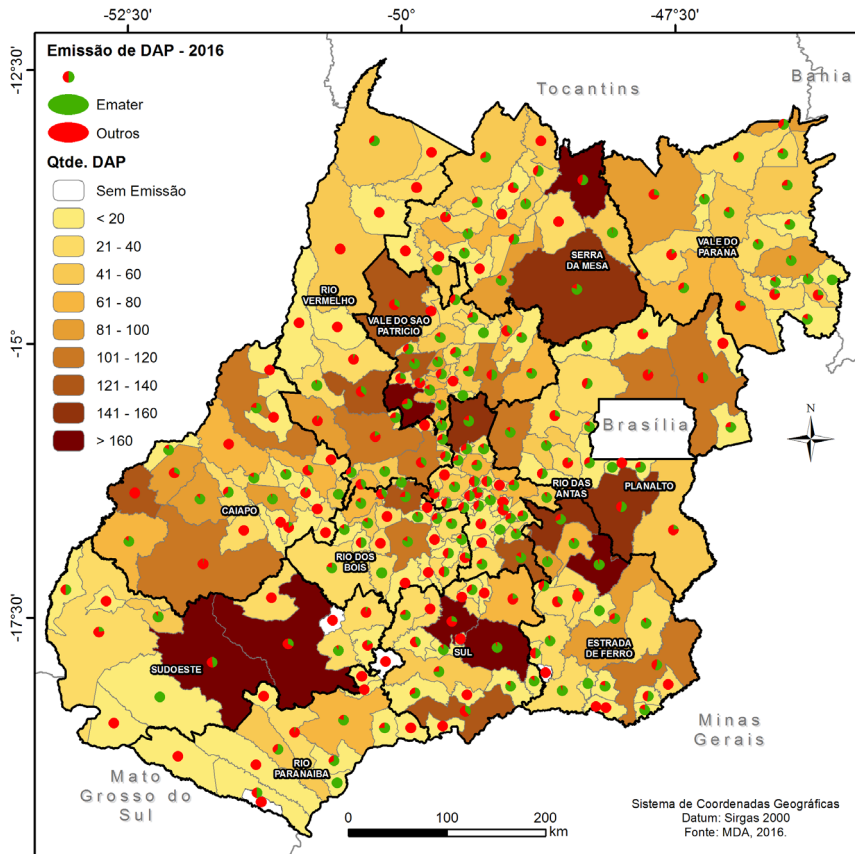 -52°30'
-50°
-47°30'
Emissão de DAP - 2016
Emater
Outros
Qtde. DAP
Sem Emissão
< 20
21 - 40
41 - 60
61 - 80
81 - 100
101 - 120
121 - 140
141 - 160
> 160
-12°30'
-15°
-17°30'
Tocantins
Bahia
VALE DO
PARANÃ
SERRA
DA MESA
RIO
VERMELHO
VALE DO SAO
PATRICIO
Brasília
N
RIO DAS
ANTAS
PLANALTO
CAIAPO
RIO DOS
BOIS
ESTRADA
DE FERRO
SUL
SUDOESTE
RIO
PARANAIBA
Minas
Gerais
Mato
Grosso do
Sul
0
100
200
km
Sistema de Coordenadas Geográficas
Datum: Sirgas 2000
Fonte: MDA, 2016.